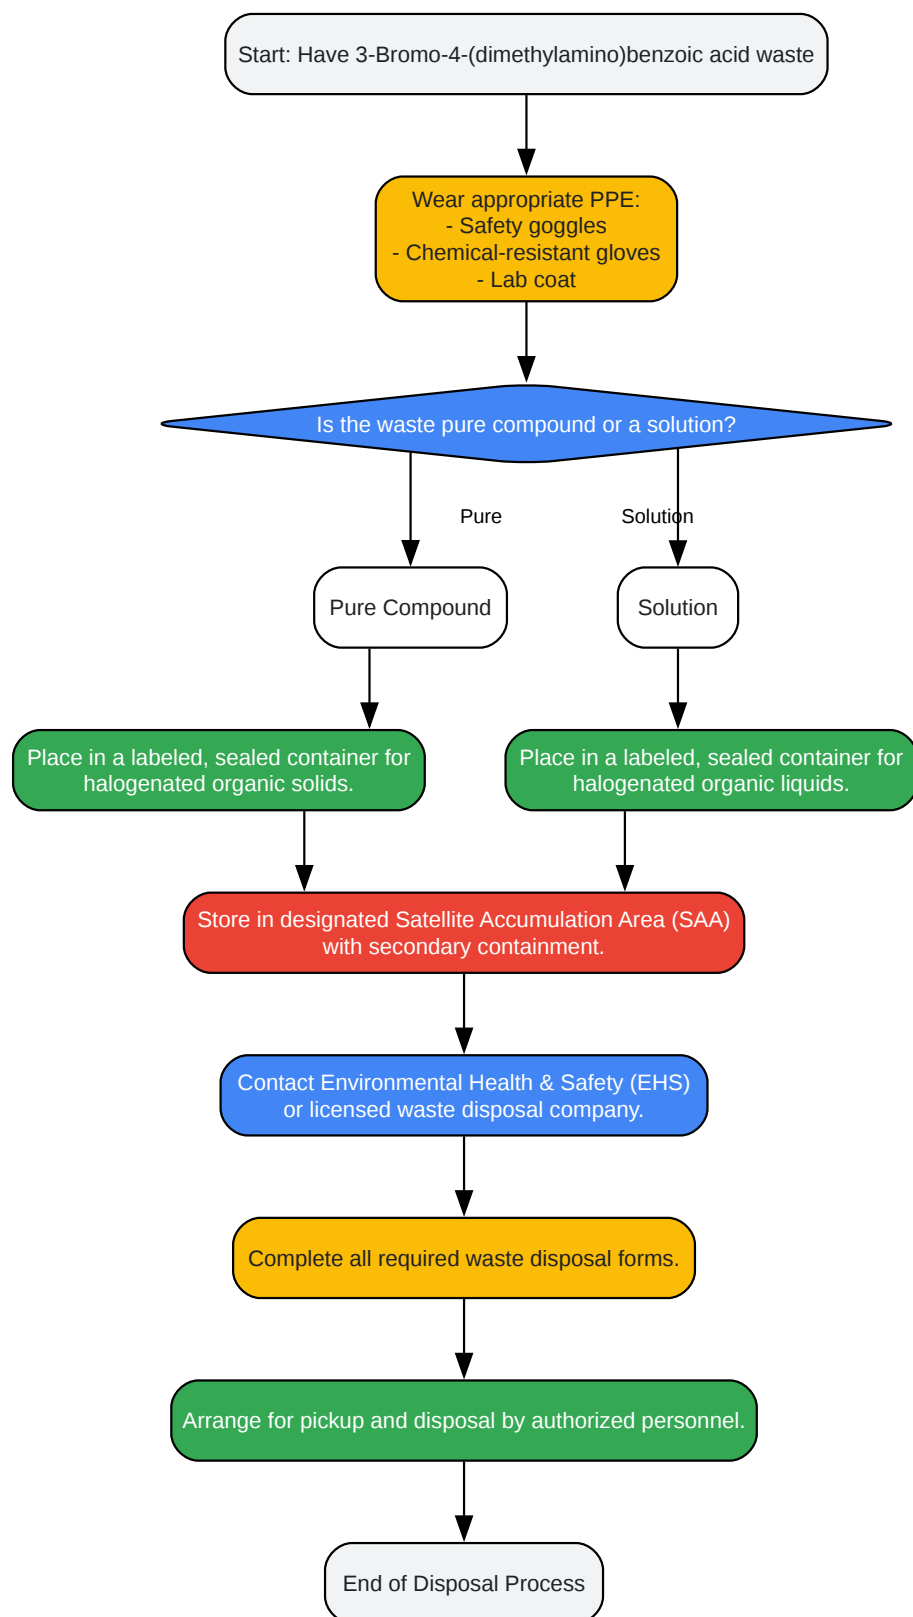 Start: Have 3-Bromo-4-(dimethylamino)benzoic acid waste
Wear appropriate PPE:
- Safety goggles
- Chemical-resistant gloves
- Lab coat
Is the waste pure compound or a solution?
Pure
Solution
Pure Compound
Solution
Place in a labeled, sealed container for
halogenated organic solids.
Place in a labeled, sealed container for
halogenated organic liquids.
Store in designated Satellite Accumulation Area (SAA)
with secondary containment.
Contact Environmental Health & Safety (EHS)
or licensed waste disposal company.
Complete all required waste disposal forms.
Arrange for pickup and disposal by authorized personnel.
End of Disposal Process